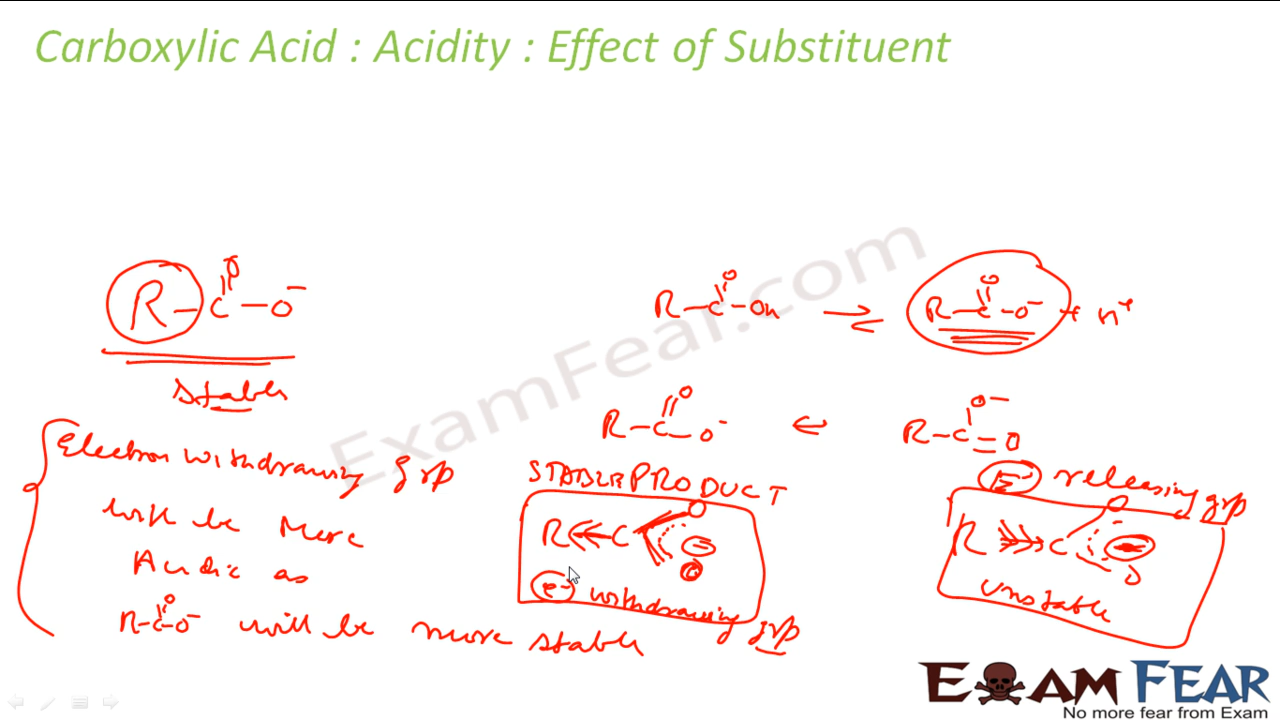 Carboxylic Acid : Acidity : Effect of Substituent
ExamFear.com
R-C-O⁻
O
Stable
R-C-OH ⇌ R-C-O⁻ + H⁺
O O
R-C-O⁻ ↔ R-C=O
O O⁻
Electron withdrawing grp
will be More
Acidic as
R-C-O⁻ will be more stable
O
STABLE PRODUCT
R C O
⊖
O
e⁻ withdrawing grp
E⁻ releasing grp
R C O
⊖
O
unstable
EXAM FEAR
No more fear from Exam